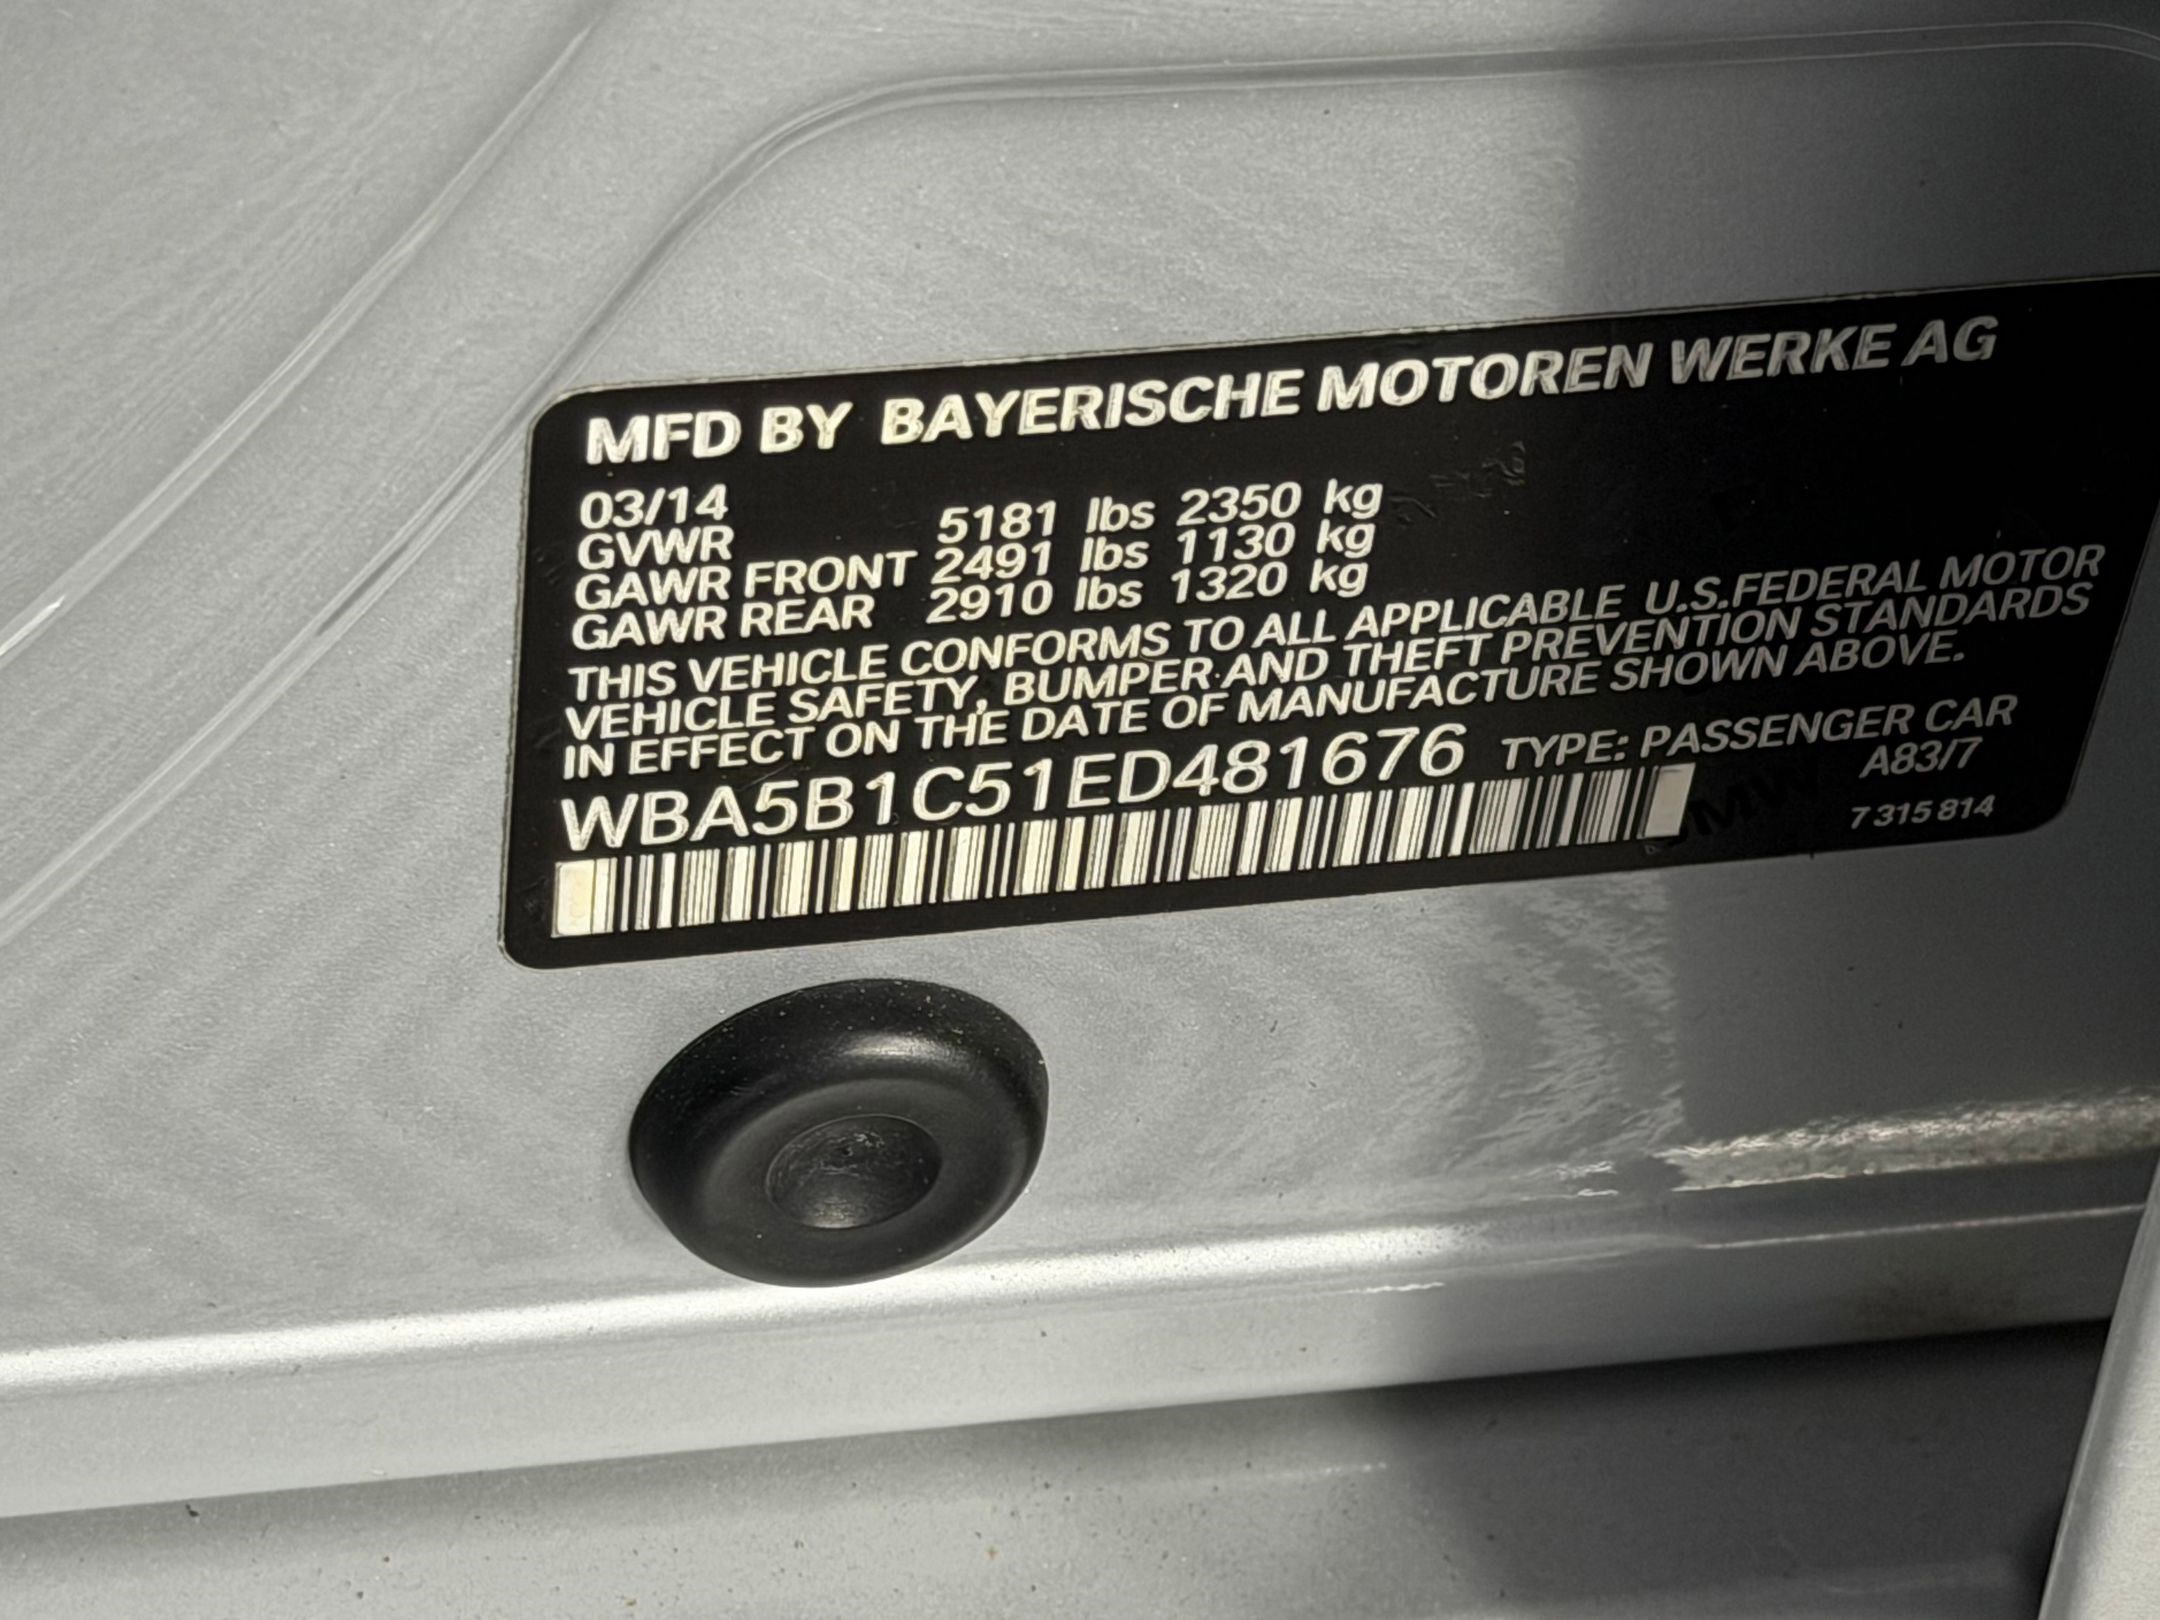 MFD BY BAYERISCHE MOTOREN WERKE AG
03/14
GVWR 5181 lbs 2350 kg
GAWR FRONT 2491 lbs 1130 kg
GAWR REAR 2910 lbs 1320 kg
THIS VEHICLE CONFORMS TO ALL APPLICABLE U.S.FEDERAL MOTOR
VEHICLE SAFETY, BUMPER AND THEFT PREVENTION STANDARDS
IN EFFECT ON THE DATE OF MANUFACTURE SHOWN ABOVE.
WBA5B1C51ED481676 TYPE: PASSENGER CAR
A83/7
7 315 814